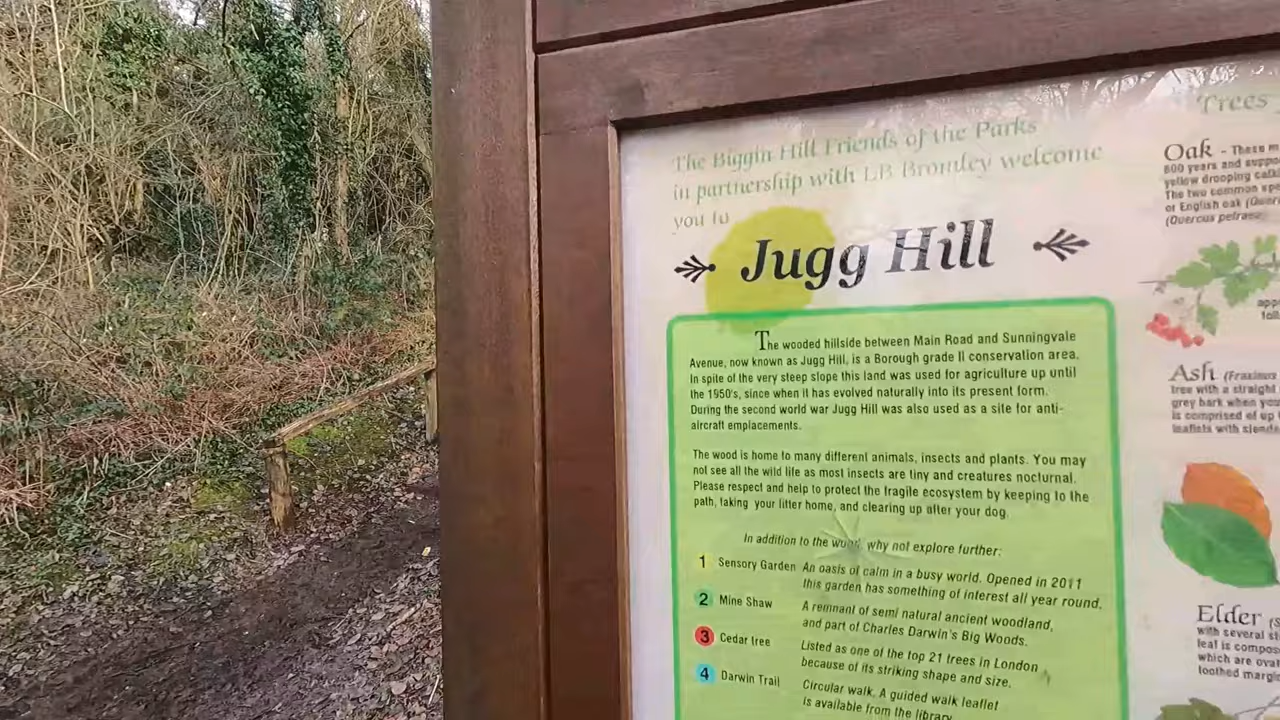 The Biggin Hill Friends of the Parks
in partnership with LB Bromley welcome
you to
Jugg Hill
The wooded hillside between Main Road and Sunningvale
Avenue, now known as Jugg Hill, is a Borough grade II conservation area.
In spite of the very steep slope this land was used for agriculture up until
the 1950's, since when it has evolved naturally into its present form.
During the second world war Jugg Hill was also used as a site for anti-
aircraft emplacements.
The wood is home to many different animals, insects and plants. You may
not see all the wild life as most insects are tiny and creatures nocturnal.
Please respect and help to protect the fragile ecosystem by keeping to the
path, taking your litter home, and clearing up after your dog.
In addition to the wood why not explore further:
1 Sensory Garden An oasis of calm in a busy world. Opened in 2011
this garden has something of interest all year round.
2 Mine Shaw A remnant of semi natural ancient woodland,
and part of Charles Darwin's Big Woods.
3 Cedar tree Listed as one of the top 21 trees in London
because of its striking shape and size.
4 Darwin Trail Circular walk. A guided walk leaflet
is available from the library
Trees
Oak - These
600 years and
yellow drooping
The two common
or English oak
(Quercus petraea)
Ash (Fraxinus
tree with a straight
grey bark when
is comprised of up
leaflets with
Elder
with several
leaf is
which are
toothed